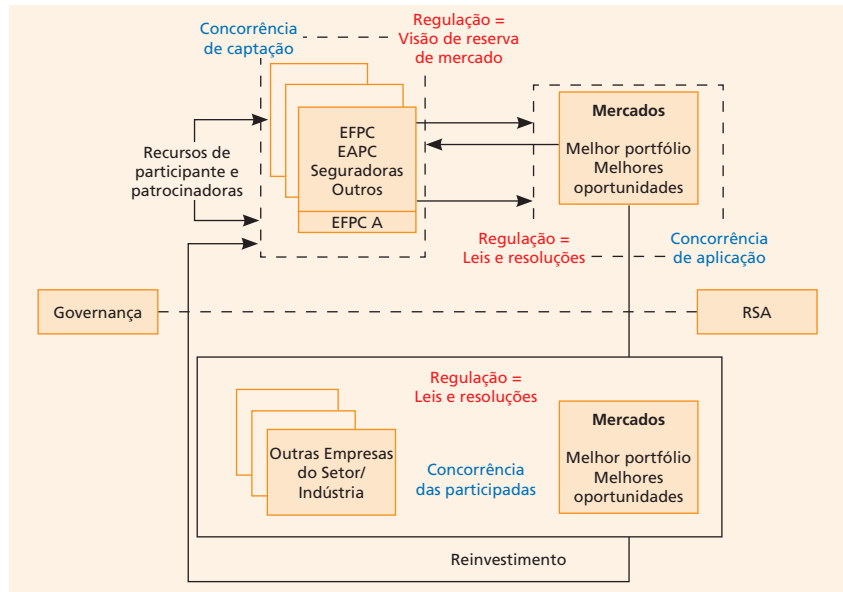 Concorrência
de captação
Regulação =
Visão de reserva
de mercado
Recursos de
participante e
patrocinadoras
EFPC
EAPC
Seguradoras
Outros
EFPC A
Mercados
Melhor portfólio
Melhores
oportunidades
Regulação =
Leis e resoluções
Concorrência
de aplicação
Governança
RSA
Regulação =
Leis e resoluções
Outras Empresas
do Setor/
Indústria
Concorrência
das participadas
Mercados
Melhor portfólio
Melhores
oportunidades
Reinvestimento